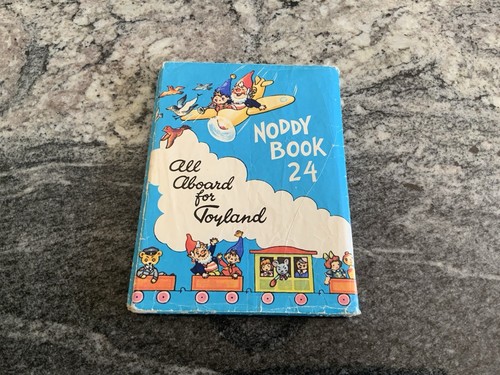 NODDY
BOOK
24
All
Aboard
for
Toyland